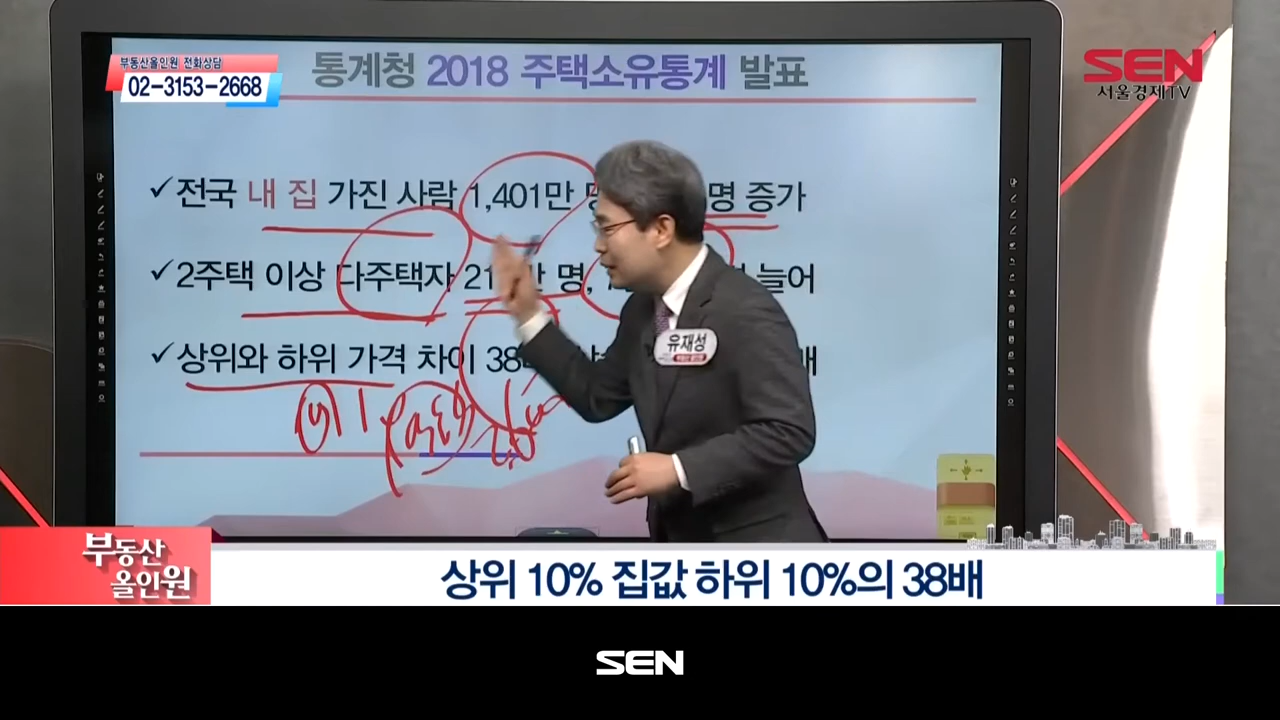 부동산올인원 전화상담
02-3153-2668
통계청 2018 주택소유통계 발표
SEN
서울경제TV
✓전국 내 집 가진 사람 1,401만 명 증가
✓2주택 이상 다주택자 21 만 명, 늘어
✓상위와 하위 가격 차이 38배
유재성
부동산
올인원
상위 10% 집값 하위 10%의 38배
SEN